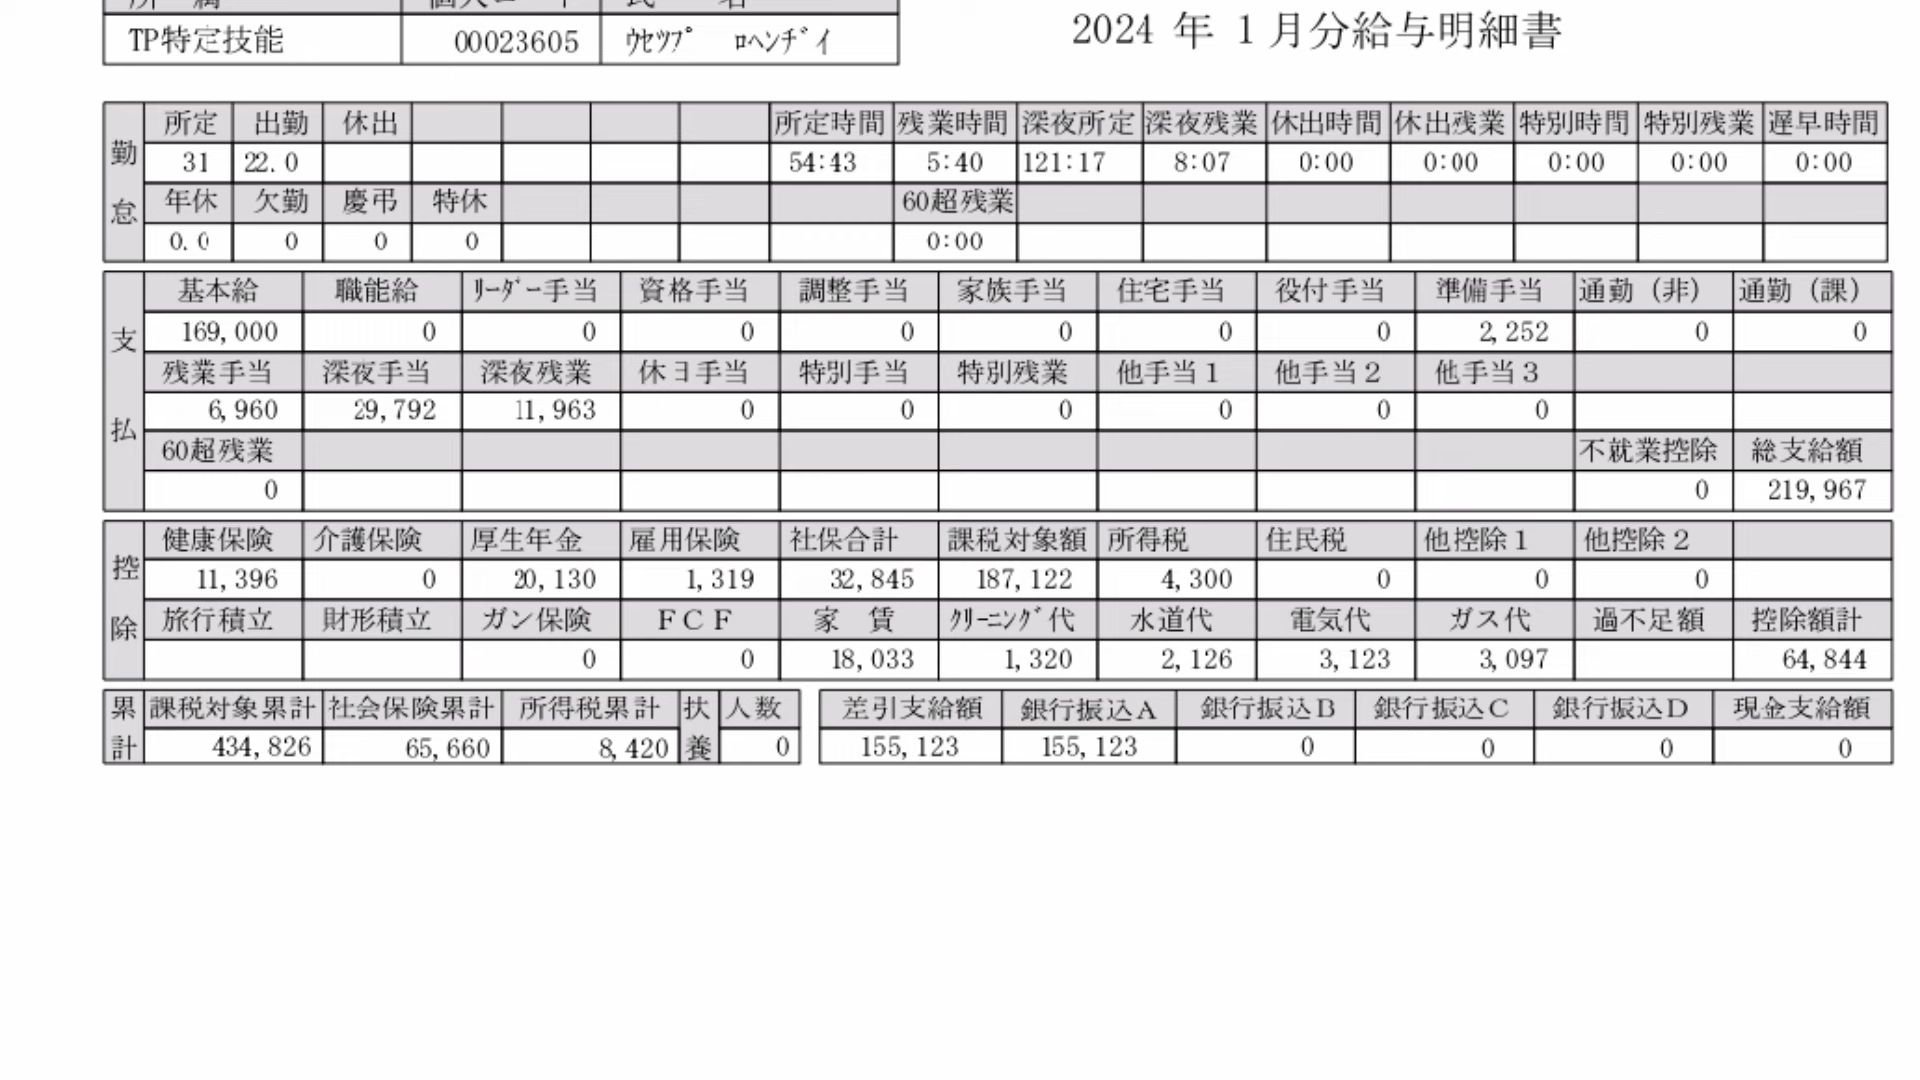 所 属 個人コード 氏 名
TP特定技能 00023605 ｳｾﾂﾌﾟ ﾛﾍﾝﾁﾞｲ
2024 年 1 月分給与明細書
勤怠
所定 出勤 休出 所定時間 残業時間 深夜所定 深夜残業 休出時間 休出残業 特別時間 特別残業 遅早時間
31 22.0 54:43 5:40 121:17 8:07 0:00 0:00 0:00 0:00 0:00
年休 欠勤 慶弔 特休 60超残業
0.0 0 0 0 0:00
支払
基本給 職能給 ﾘｰﾀﾞｰ手当 資格手当 調整手当 家族手当 住宅手当 役付手当 準備手当 通勤（非） 通勤（課）
169,000 0 0 0 0 0 0 0 2,252 0 0
残業手当 深夜手当 深夜残業 休日手当 特別手当 特別残業 他手当１ 他手当２ 他手当３
6,960 29,792 11,963 0 0 0 0 0 0
60超残業 不就業控除 総支給額
0 0 219,967
控除
健康保険 介護保険 厚生年金 雇用保険 社保合計 課税対象額 所得税 住民税 他控除１ 他控除２
11,396 0 20,130 1,319 32,845 187,122 4,300 0 0 0
旅行積立 財形積立 ガン保険 ＦＣＦ 家 賃 ｸﾘｰﾆﾝｸﾞ代 水道代 電気代 ガス代 過不足額 控除額計
0 0 18,033 1,320 2,126 3,123 3,097 64,844
累計 課税対象累計 社会保険累計 所得税累計 扶養 人数 差引支給額 銀行振込Ａ 銀行振込Ｂ 銀行振込Ｃ 銀行振込Ｄ 現金支給額
434,826 65,660 8,420 0 155,123 155,123 0 0 0 0